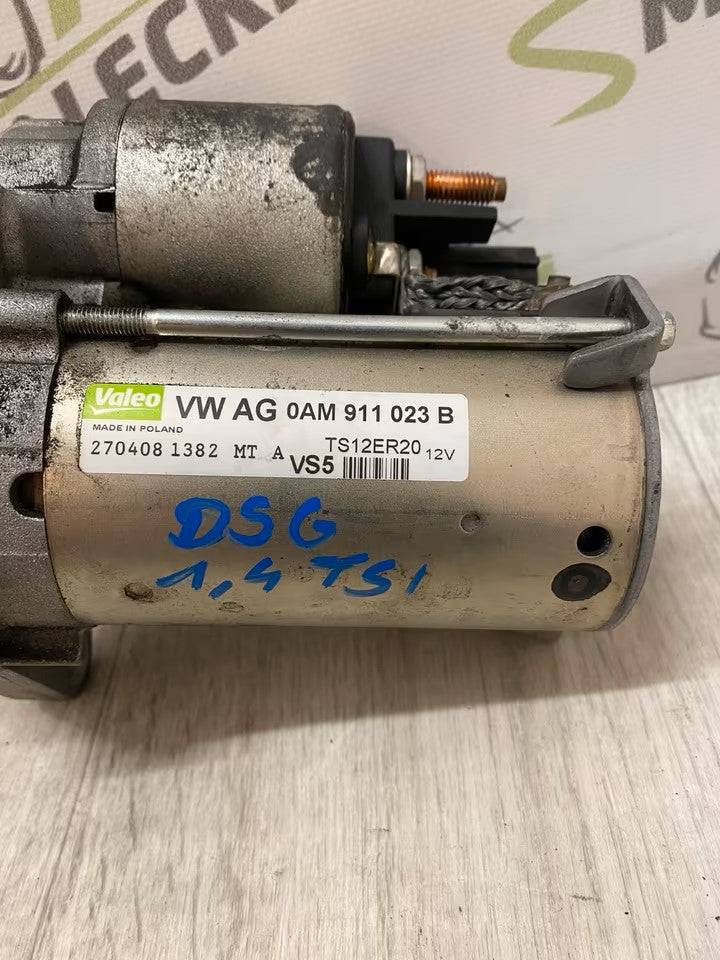 LECK
S
M
Valeo VW AG 0AM 911 023 B
MADE IN POLAND
270408 1382 MT A TS12ER20 12V
VS5
DSG
1,4 TSI